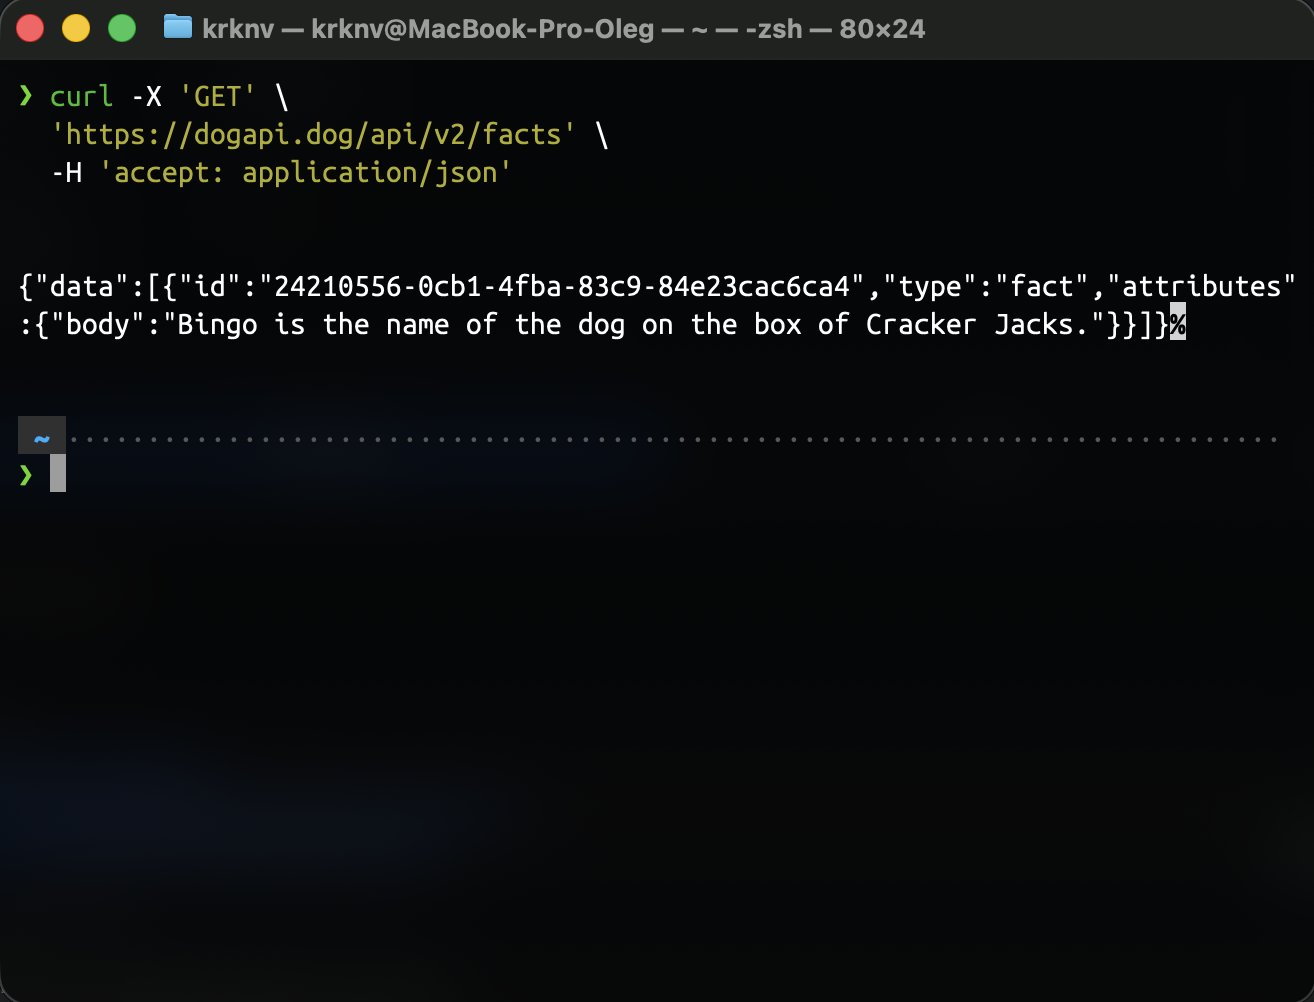 krknv — krknv@MacBook-Pro-Oleg — ~ — -zsh — 80×24
❯ curl -X 'GET' \
  'https://dogapi.dog/api/v2/facts' \
  -H 'accept: application/json'
{"data":[{"id":"24210556-0cb1-4fba-83c9-84e23cac6ca4","type":"fact","attributes"
:{"body":"Bingo is the name of the dog on the box of Cracker Jacks."}}]}%
~
❯